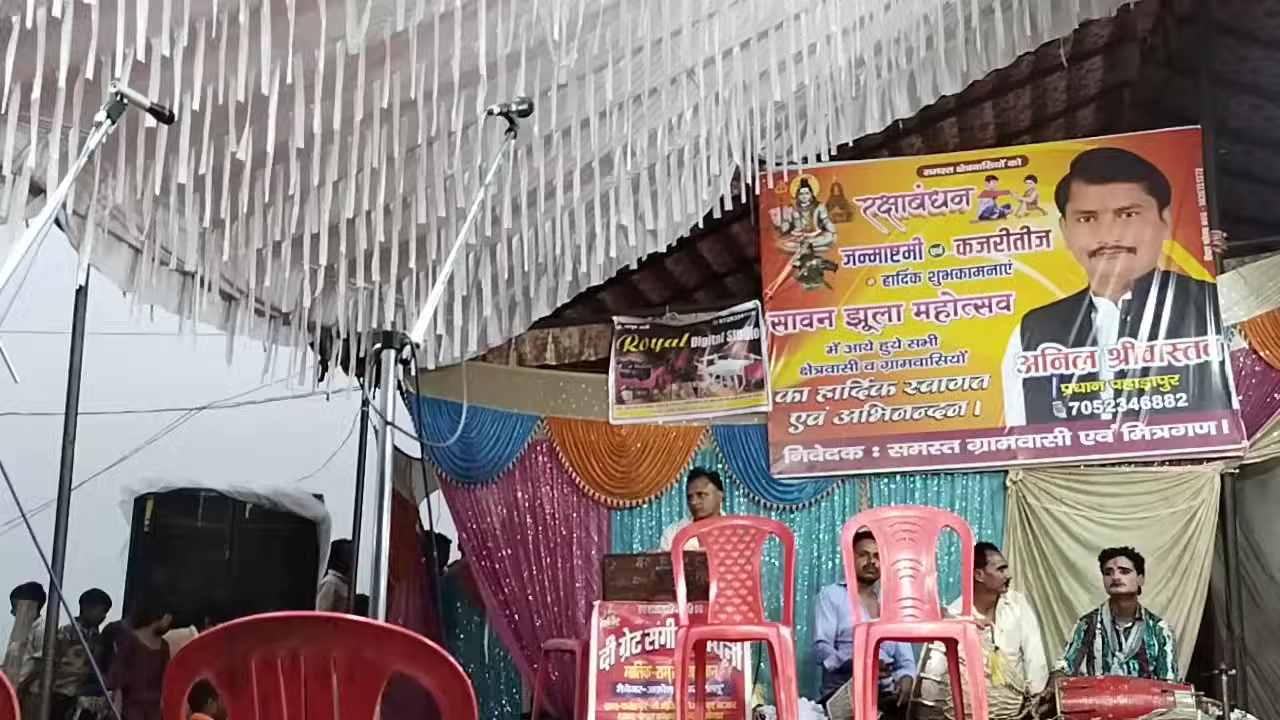 समस्त क्षेत्रवासियों को
रक्षाबंधन
जन्माष्टमी एवं कजरीतीज
हार्दिक शुभकामनाएं
सावन झूला महोत्सव
में आये हुये सभी
क्षेत्रवासी व ग्रामवासियों
का हार्दिक स्वागत
एवं अभिनन्दन।
अनिल श्रीवास्तव
प्रधान पहाड़ापुर
7052346882
निवेदक : समस्त ग्रामवासी एवं मित्रगण।
Royal Digital Studio
दी ग्रेट संगीत